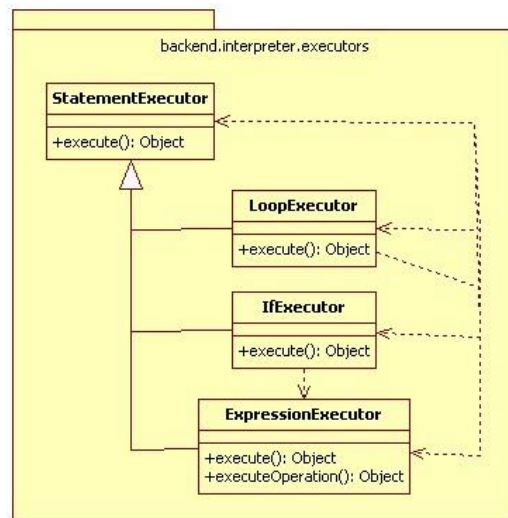 backend.interpreter.executors
StatementExecutor
+execute(): Object
LoopExecutor
+execute(): Object
IfExecutor
+execute(): Object
ExpressionExecutor
+execute(): Object
+executeOperation(): Object